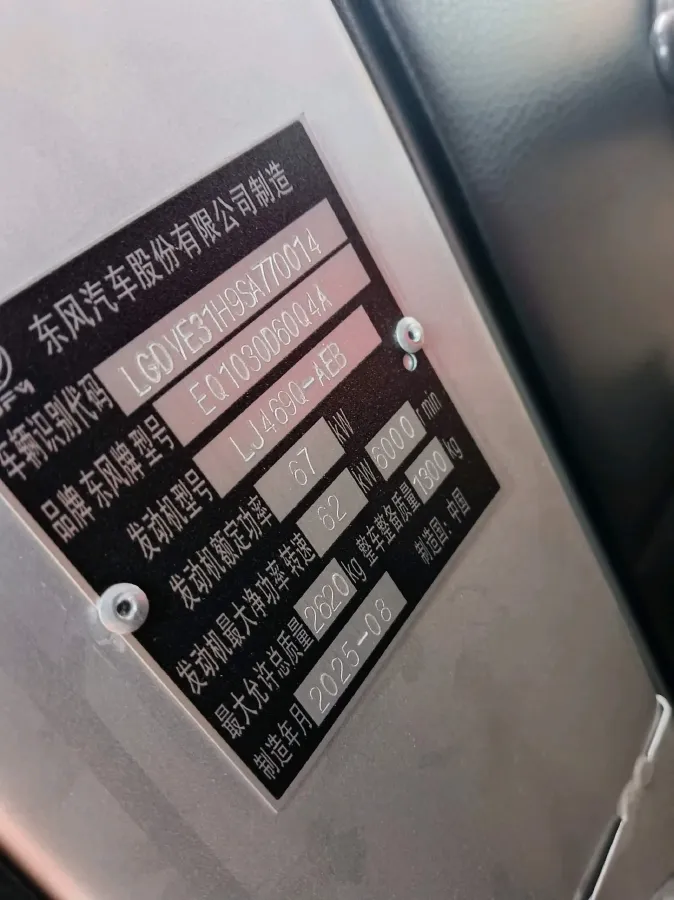 东风汽车股份有限公司制造
车辆识别代码 LGDVE31H9SA770014
品牌 东风牌 型号 EQ1030D60Q4A
发动机型号 LJ469Q-AEB
发动机额定功率 67 kW
发动机最大净功率 转速 62 kW 6000 r min
最大允许总质量 2620 kg 整车整备质量 1300 kg
制造年月 2025-08 制造国: 中国